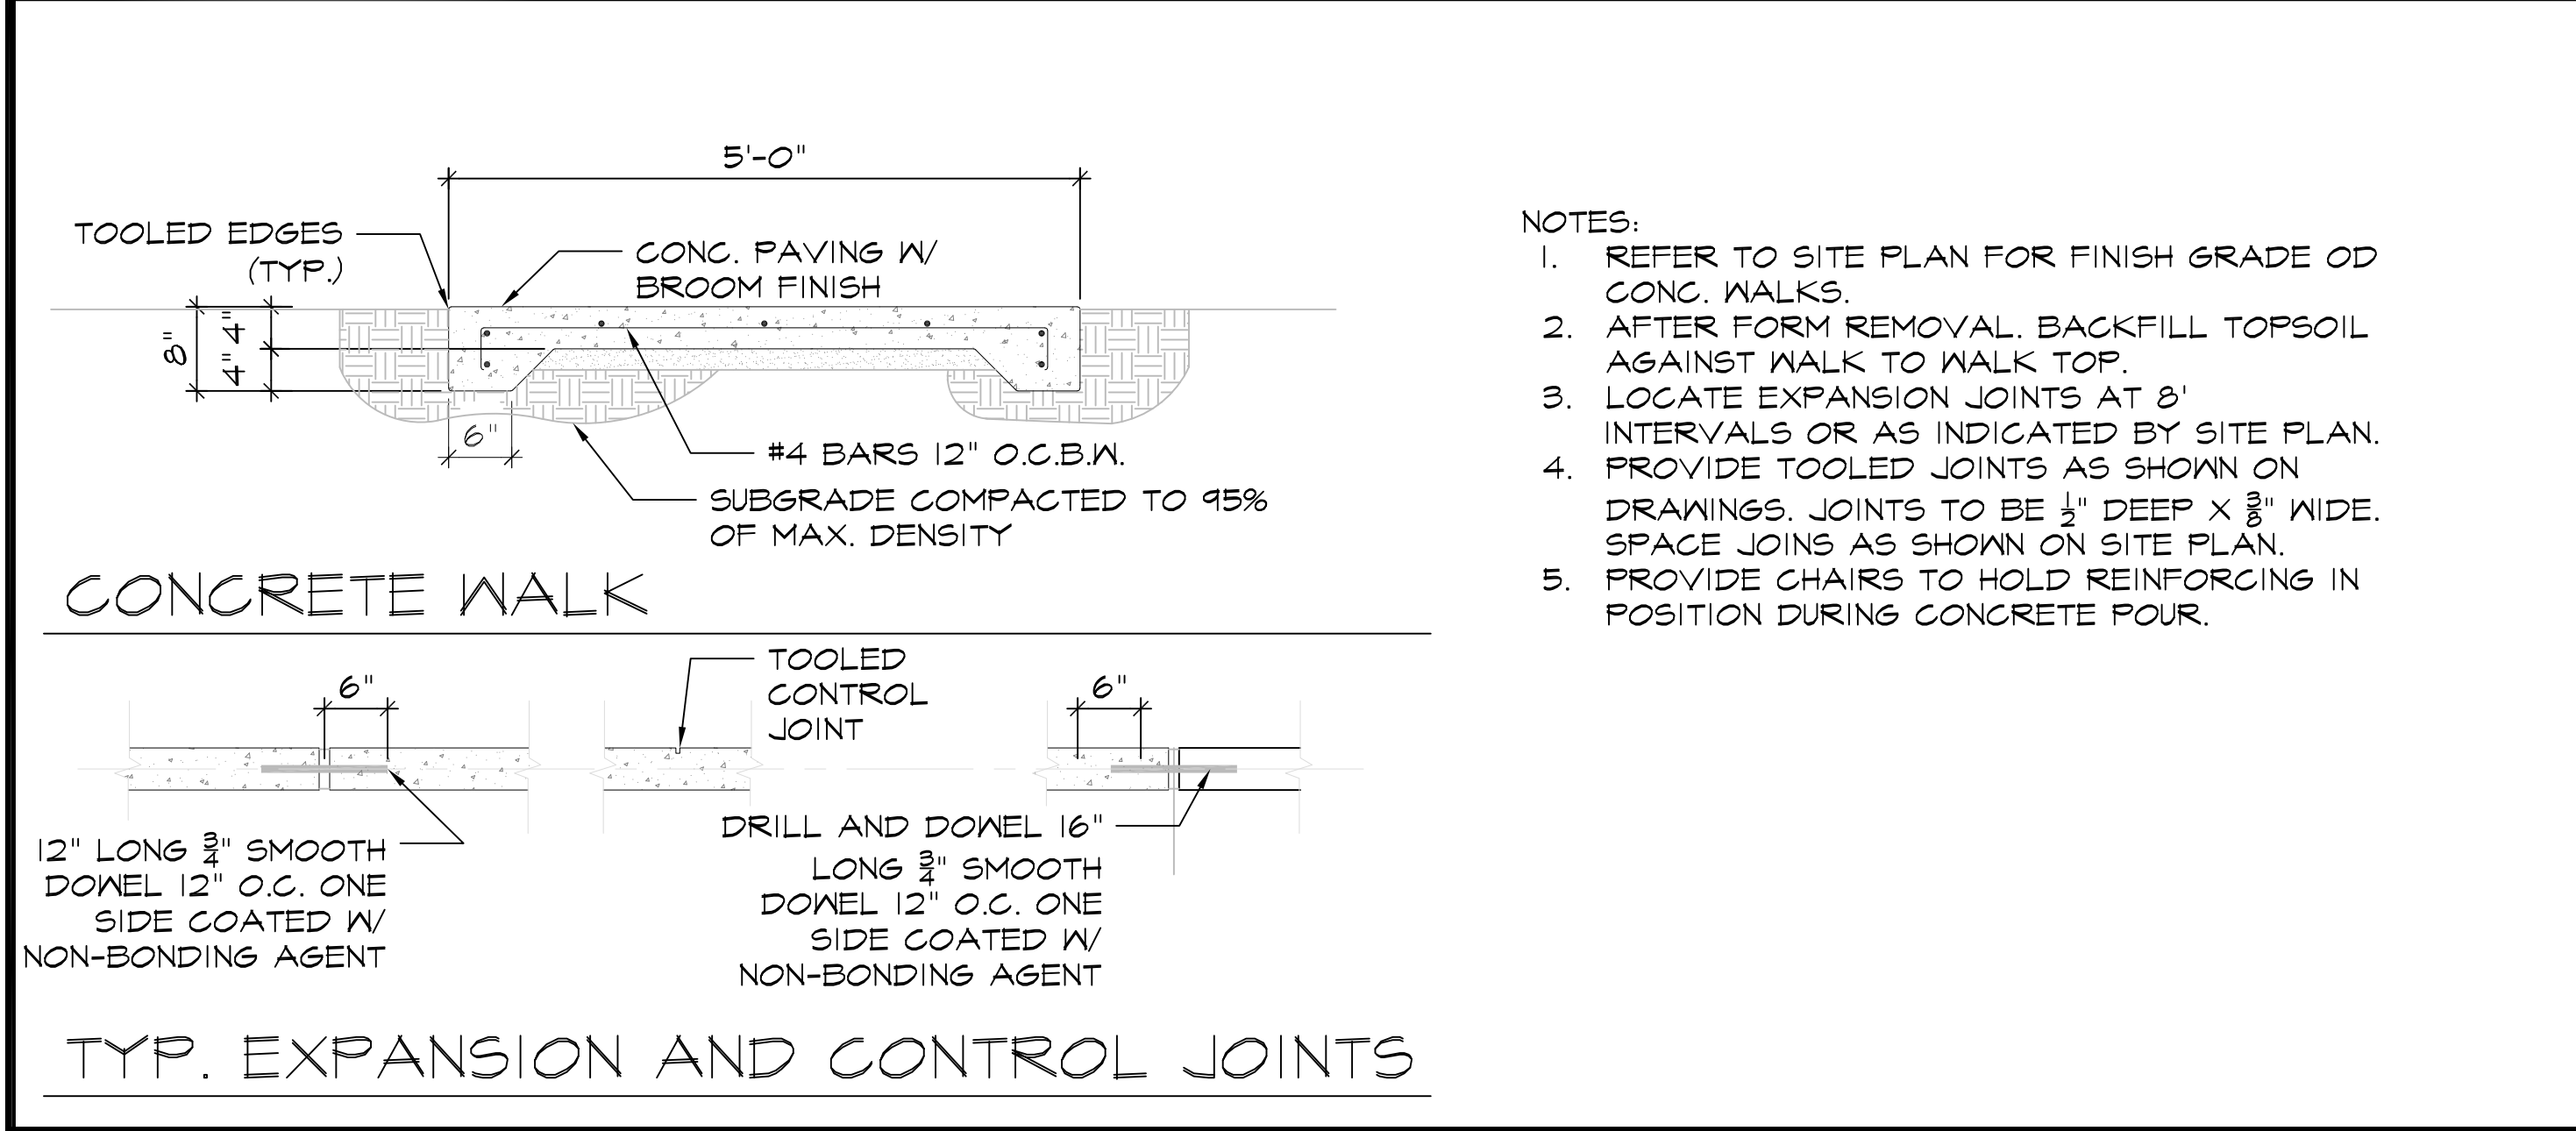 5'-0"
TOOLED EDGES
(TYP.)
CONC. PAVING W/
BROOM FINISH
8"
4"
4"
6"
#4 BARS 12" O.C.B.W.
SUBGRADE COMPACTED TO 95%
OF MAX. DENSITY
CONCRETE WALK
NOTES:
1. REFER TO SITE PLAN FOR FINISH GRADE OD
CONC. WALKS.
2. AFTER FORM REMOVAL. BACKFILL TOPSOIL
AGAINST WALK TO WALK TOP.
3. LOCATE EXPANSION JOINTS AT 8'
INTERVALS OR AS INDICATED BY SITE PLAN.
4. PROVIDE TOOLED JOINTS AS SHOWN ON
DRAWINGS. JOINTS TO BE 1/2" DEEP X 3/8" WIDE.
SPACE JOINS AS SHOWN ON SITE PLAN.
5. PROVIDE CHAIRS TO HOLD REINFORCING IN
POSITION DURING CONCRETE POUR.
6"
TOOLED
CONTROL
JOINT
6"
12" LONG 3/4" SMOOTH
DOWEL 12" O.C. ONE
SIDE COATED W/
NON-BONDING AGENT
DRILL AND DOWEL 16"
LONG 3/4" SMOOTH
DOWEL 12" O.C. ONE
SIDE COATED W/
NON-BONDING AGENT
TYP. EXPANSION AND CONTROL JOINTS